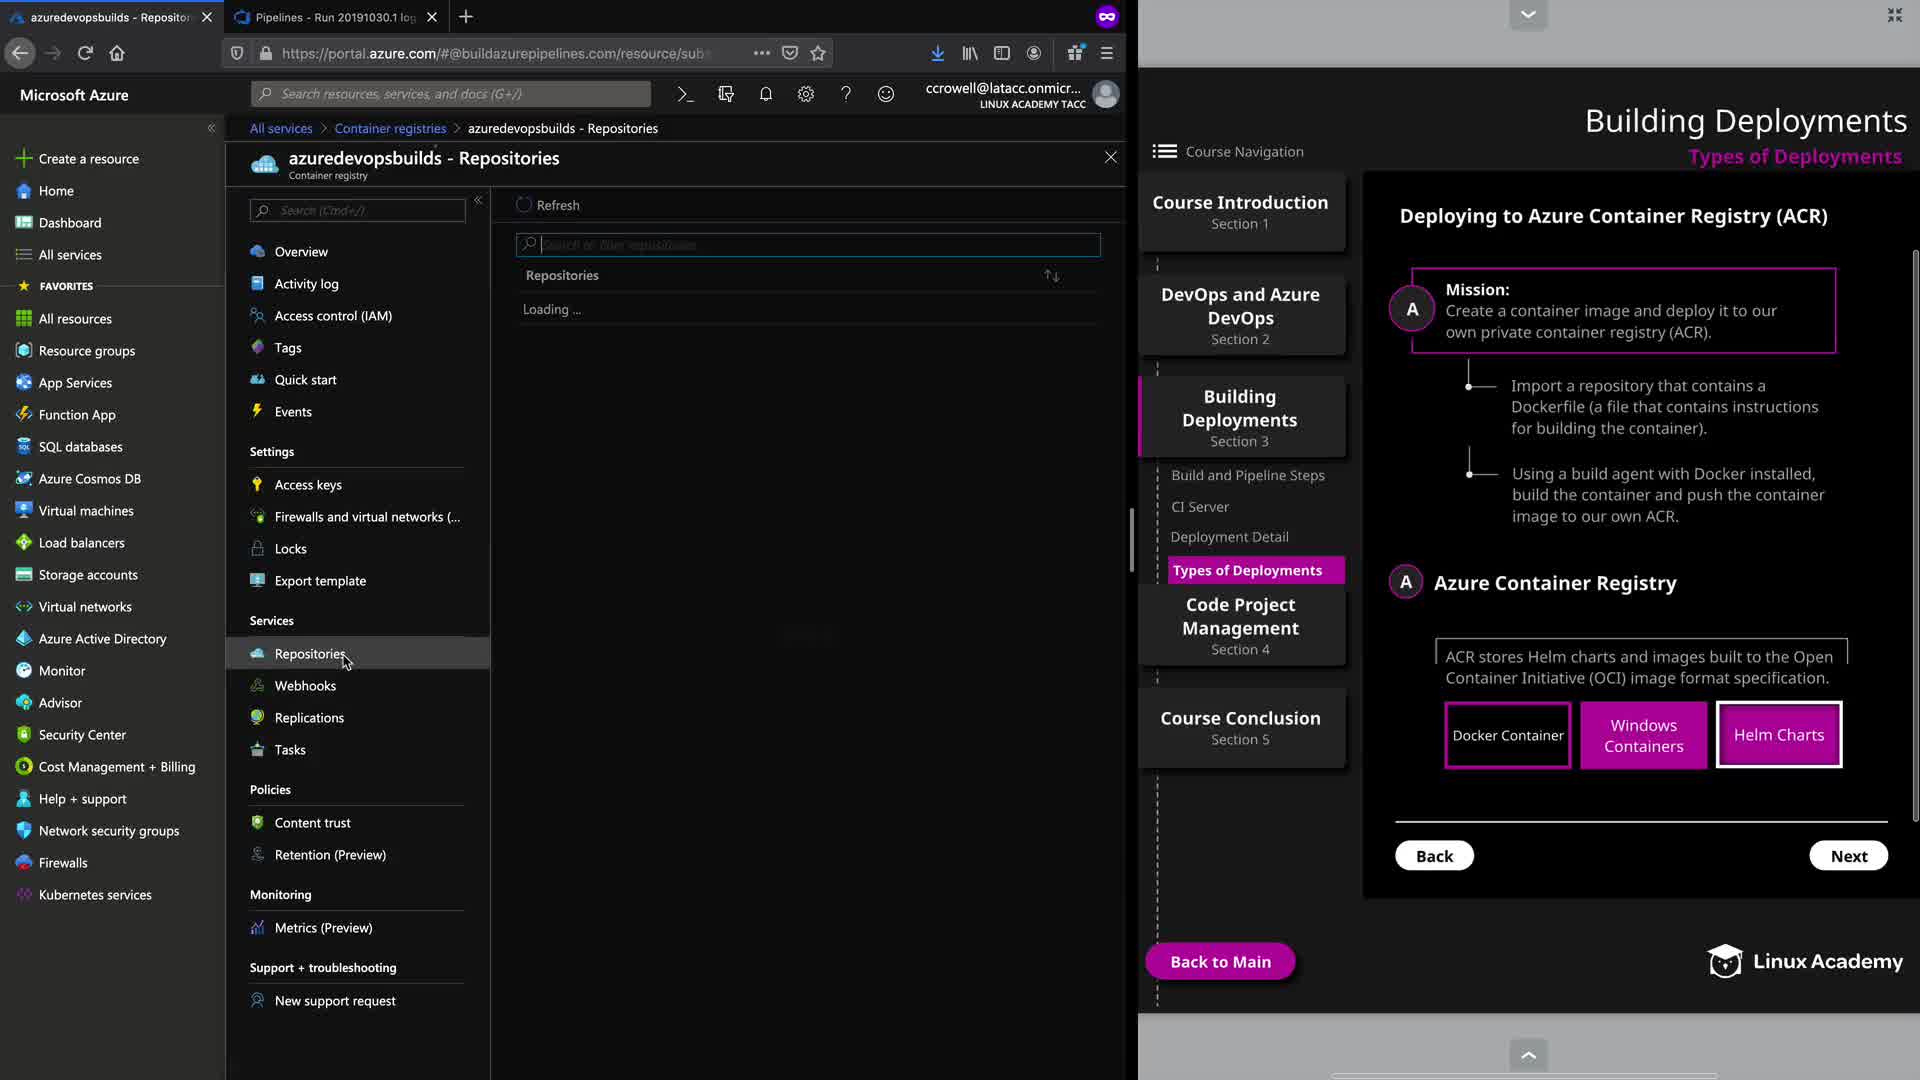 azuredevopsbuilds - Repositor
Pipelines - Run 20191030.1 log
https://portal.azure.com/#@buildazurepipelines.com/resource/sub
Microsoft Azure
Search resources, services, and docs (G+/)
ccrowell@latacc.onmicr...
LINUX ACADEMY TACC
All services > Container registries > azuredevopsbuilds - Repositories
azuredevopsbuilds - Repositories
Container registry
Create a resource
Home
Dashboard
All services
FAVORITES
All resources
Resource groups
App Services
Function App
SQL databases
Azure Cosmos DB
Virtual machines
Load balancers
Storage accounts
Virtual networks
Azure Active Directory
Monitor
Advisor
Security Center
Cost Management + Billing
Help + support
Network security groups
Firewalls
Kubernetes services
Search (Cmd+/)
Overview
Activity log
Access control (IAM)
Tags
Quick start
Events
Settings
Access keys
Firewalls and virtual networks (...
Locks
Export template
Services
Repositories
Webhooks
Replications
Tasks
Policies
Content trust
Retention (Preview)
Monitoring
Metrics (Preview)
Support + troubleshooting
New support request
Refresh
Search to filter repositories ...
Repositories
Loading ...
Building Deployments
Types of Deployments
Course Navigation
Course Introduction
Section 1
DevOps and Azure
DevOps
Section 2
Building
Deployments
Section 3
Build and Pipeline Steps
CI Server
Deployment Detail
Types of Deployments
Code Project
Management
Section 4
Course Conclusion
Section 5
Back to Main
Deploying to Azure Container Registry (ACR)
A
Mission:
Create a container image and deploy it to our
own private container registry (ACR).
Import a repository that contains a
Dockerfile (a file that contains instructions
for building the container).
Using a build agent with Docker installed,
build the container and push the container
image to our own ACR.
A
Azure Container Registry
ACR stores Helm charts and images built to the Open
Container Initiative (OCI) image format specification.
Docker Container
Windows
Containers
Helm Charts
Back
Next
Linux Academy